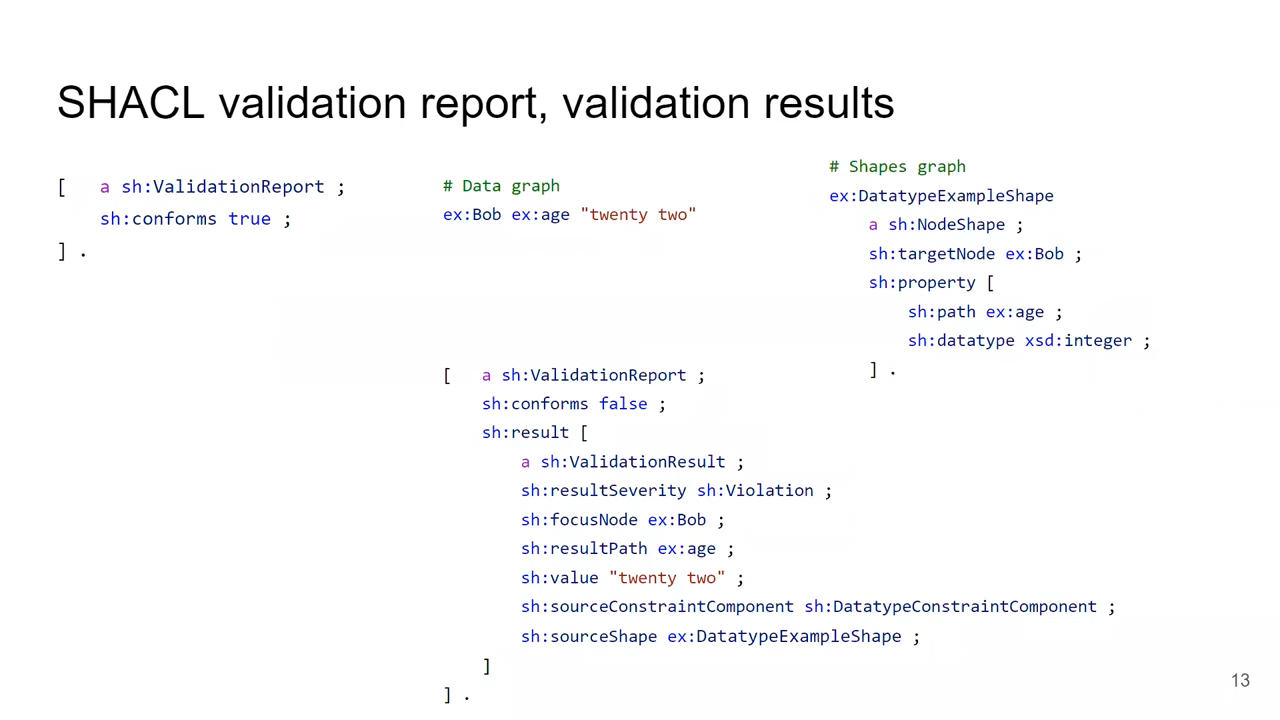 SHACL validation report, validation results
[   a sh:ValidationReport ;
    sh:conforms true ;
] .
# Data graph
ex:Bob ex:age "twenty two"
# Shapes graph
ex:DatatypeExampleShape
    a sh:NodeShape ;
    sh:targetNode ex:Bob ;
    sh:property [
        sh:path ex:age ;
        sh:datatype xsd:integer ;
    ] .
[   a sh:ValidationReport ;
    sh:conforms false ;
    sh:result [
        a sh:ValidationResult ;
        sh:resultSeverity sh:Violation ;
        sh:focusNode ex:Bob ;
        sh:resultPath ex:age ;
        sh:value "twenty two" ;
        sh:sourceConstraintComponent sh:DatatypeConstraintComponent ;
        sh:sourceShape ex:DatatypeExampleShape ;
    ]
] .
13